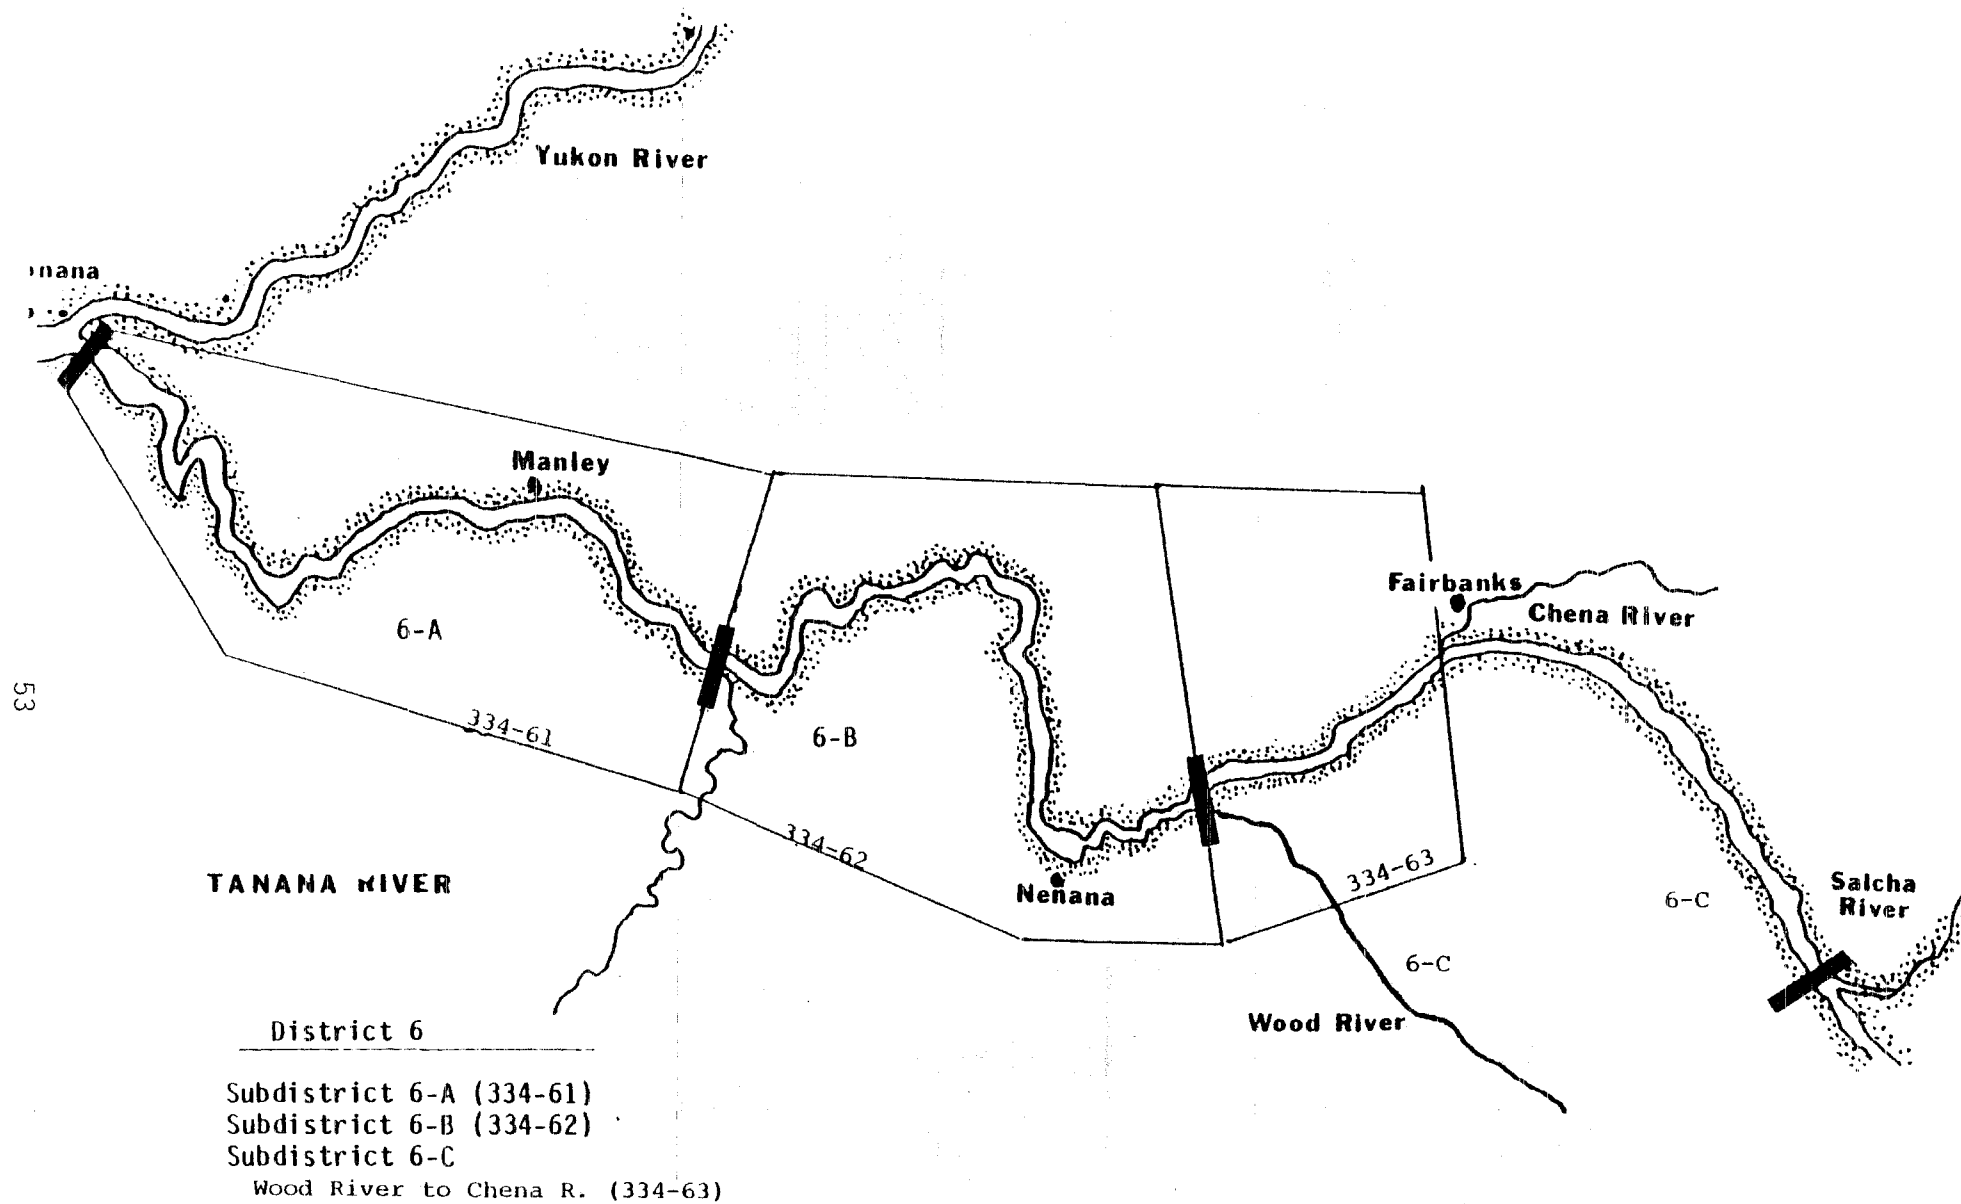 Yukon River
Manley
6-A
334-61
6-B
334-62
Fairbanks
Chena River
Nenana
334-63
6-C
Salcha
River
6-C
Wood River
53
TANANA RIVER
District 6
Subdistrict 6-A (334-61)
Subdistrict 6-B (334-62)
Subdistrict 6-C
Wood River to Chena R. (334-63)